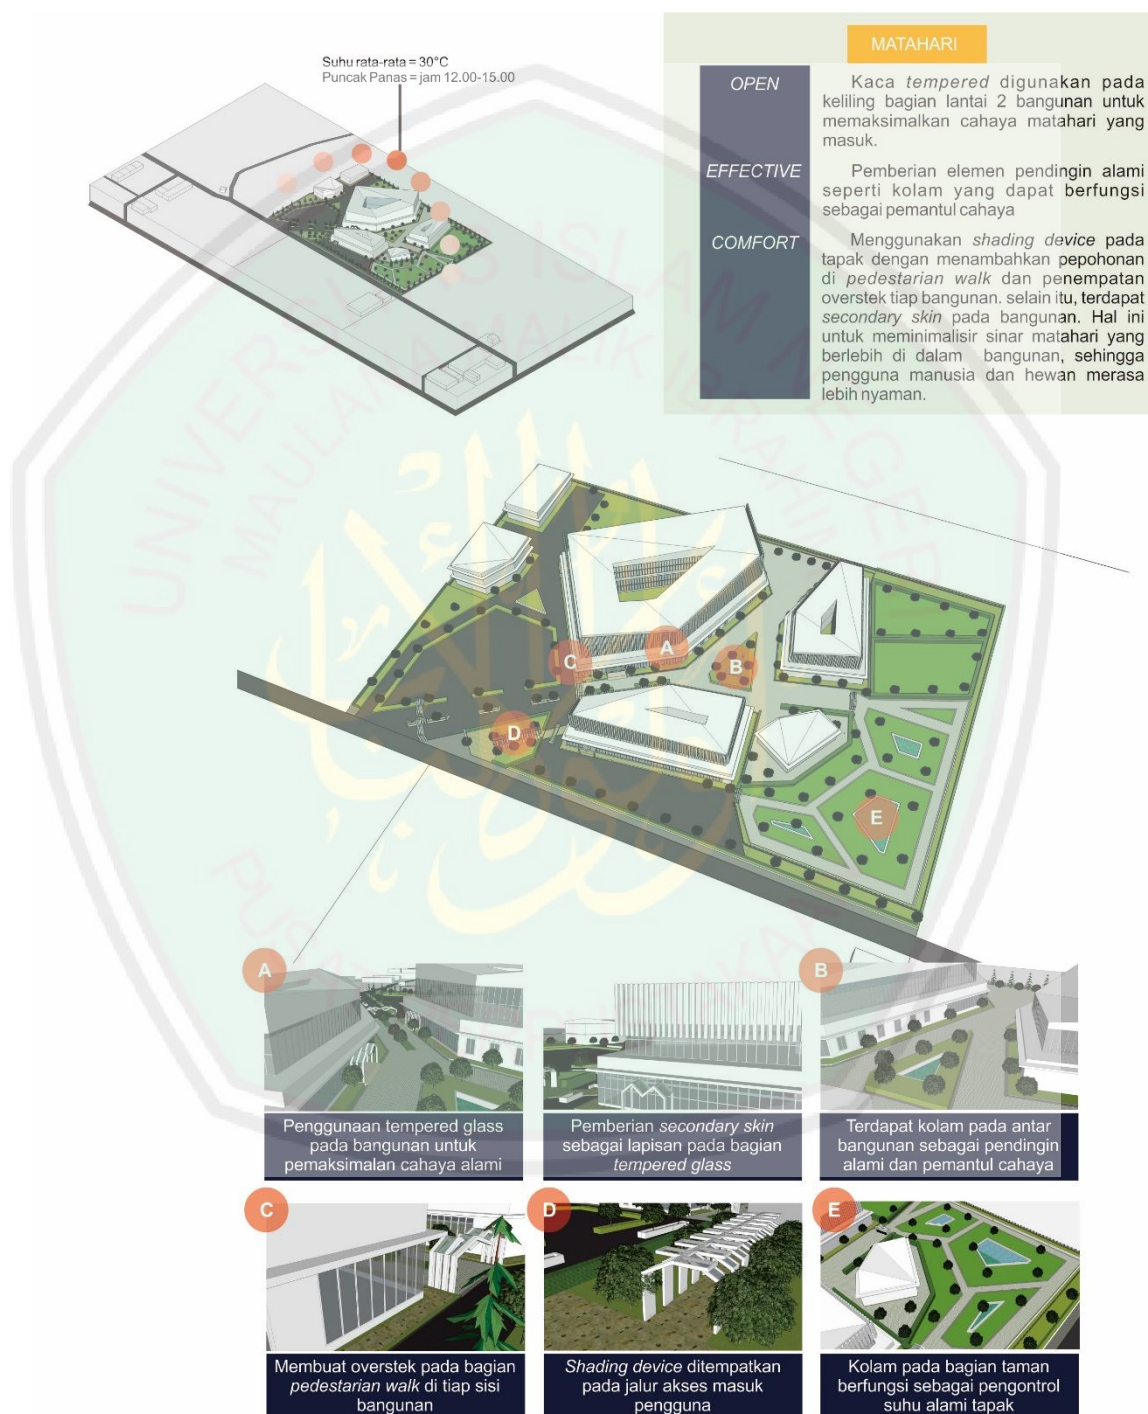 Suhu rata-rata = 30°C
Puncak Panas = jam 12.00-15.00
MATAHARI
OPEN
Kaca tempered digunakan pada
keliling bagian lantai 2 bangunan untuk
memaksimalkan cahaya matahari yang
masuk.
EFFECTIVE
Pemberian elemen pendingin alami
seperti kolam yang dapat berfungsi
sebagai pemantul cahaya
COMFORT
Menggunakan shading device pada
tapak dengan menambahkan pepohonan
di pedestarian walk dan penempatan
overstek tiap bangunan. selain itu, terdapat
secondary skin pada bangunan. Hal ini
untuk meminimalisir sinar matahari yang
berlebih di dalam bangunan, sehingga
pengguna manusia dan hewan merasa
lebih nyaman.
UNIVERSITAS ISLAM NEGERI
MAULANA MALIK IBRAHIM
C
A
B
D
E
A
B
Penggunaan tempered glass
pada bangunan untuk
pemaksimalan cahaya alami
Pemberian secondary skin
sebagai lapisan pada bagian
tempered glass
Terdapat kolam pada antar
bangunan sebagai pendingin
alami dan pemantul cahaya
C
D
E
Membuat overstek pada bagian
pedestarian walk di tiap sisi
bangunan
Shading device ditempatkan
pada jalur akses masuk
pengguna
Kolam pada bagian taman
berfungsi sebagai pengontrol
suhu alami tapak